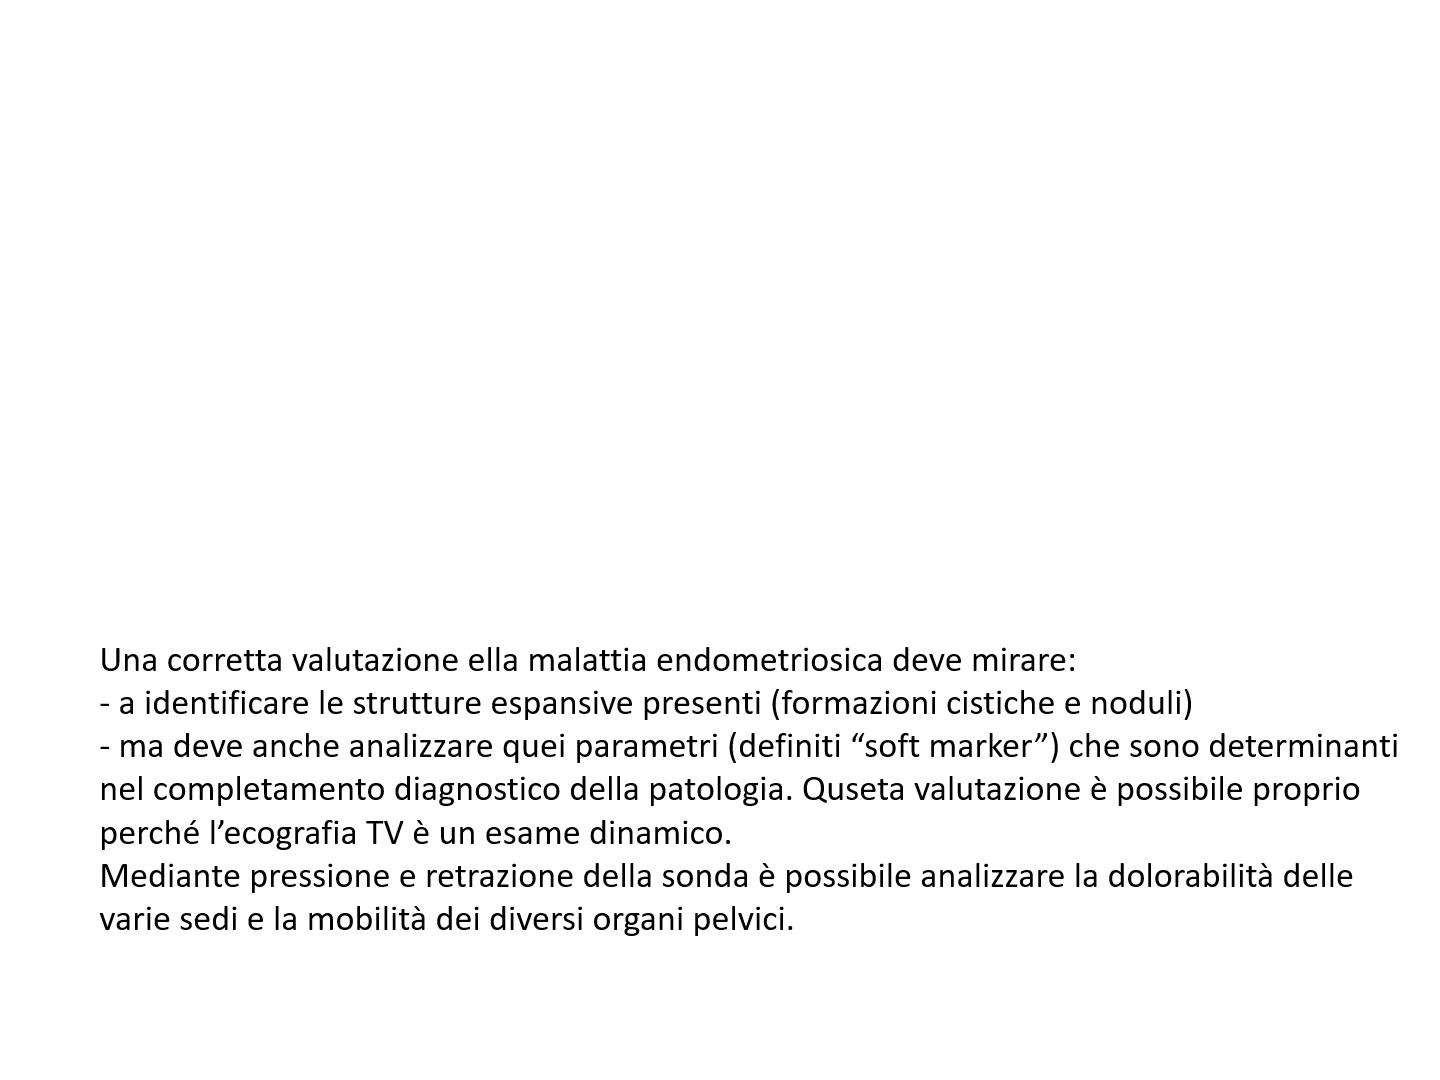 Una corretta valutazione ella malattia endometriosica deve mirare:
- a identificare le strutture espansive presenti (formazioni cistiche e noduli)
- ma deve anche analizzare quei parametri (definiti “soft marker”) che sono determinanti
nel completamento diagnostico della patologia. Quseta valutazione è possibile proprio
perché l’ecografia TV è un esame dinamico.
Mediante pressione e retrazione della sonda è possibile analizzare la dolorabilità delle
varie sedi e la mobilità dei diversi organi pelvici.